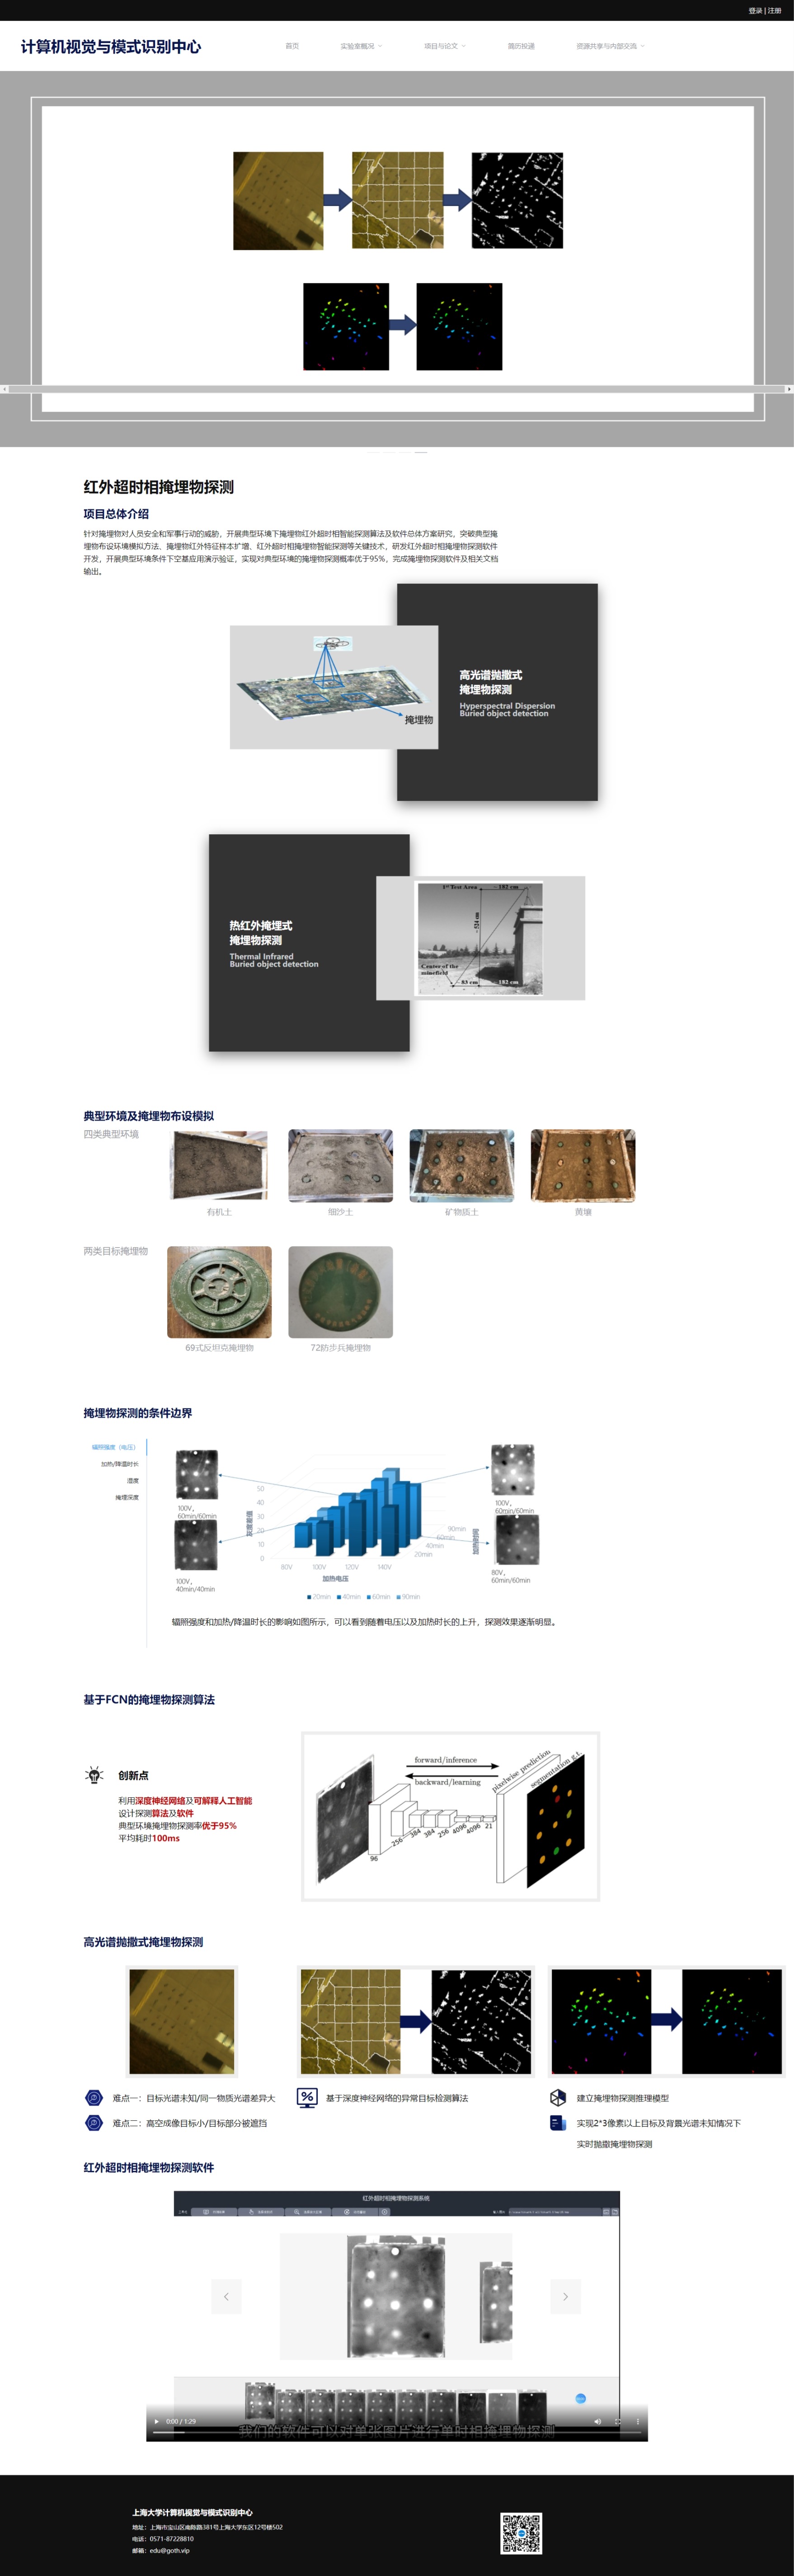 登录 | 注册
计算机视觉与模式识别中心
首页 实验室概况 项目与论文 简历投递 资源共享与内部交流
红外超时相掩埋物探测
项目总体介绍
针对掩埋物对人员安全和军事行动的威胁，开展典型环境下掩埋物红外超时相智能探测算法及软件总体方案研究，突破典型掩
埋物布设环境模拟方法、掩埋物红外特征样本扩增、红外超时相掩埋物智能探测等关键技术，研发红外超时相掩埋物探测软件
开发，开展典型环境条件下空基应用演示验证，实现对典型环境的掩埋物探测概率优于95%，完成掩埋物探测软件及相关文档
输出。
掩埋物
高光谱抛撒式
掩埋物探测
Hyperspectral Dispersion
Buried object detection
热红外掩埋式
掩埋物探测
Thermal Infrared
Buried object detection
1st Test Area
~ 182 cm
~ 524 cm
Center of the
minefield
~ 83 cm
~ 182 cm
典型环境及掩埋物布设模拟
四类典型环境
有机土 细沙土 矿物质土 黄壤
两类目标掩埋物
69式反坦克掩埋物 72防步兵掩埋物
掩埋物探测的条件边界
辐照强度（电压）
加热/降温时长
湿度
掩埋深度
100V，
60min/60min
100V，
40min/40min
100V，
60min/60min
80V，
60min/60min
灰度差值
50
40
30
20
10
0
80V 100V 120V 140V
加热电压
90min
60min
40min
20min
加热时间
20min 40min 60min 90min
辐照强度和加热/降温时长的影响如图所示，可以看到随着电压以及加热时长的上升，探测效果逐渐明显。
基于FCN的掩埋物探测算法
创新点
利用深度神经网络及可解释人工智能
设计探测算法及软件
典型环境掩埋物探测率优于95%
平均耗时100ms
forward/inference
backward/learning
pixelwise prediction
segmentation g.t.
96 256 384 384 256 4096 4096 21
高光谱抛撒式掩埋物探测
难点一：目标光谱未知/同一物质光谱差异大
难点二：高空成像目标小/目标部分被遮挡
基于深度神经网络的异常目标检测算法
建立掩埋物探测推理模型
实现2*3像素以上目标及背景光谱未知情况下
实时抛撒掩埋物探测
红外超时相掩埋物探测软件
红外超时相掩埋物探测系统
0:00 / 1:29
我们的软件可以对单张图片进行单时相掩埋物探测
上海大学计算机视觉与模式识别中心
地址：上海市宝山区南陈路381号上海大学东区12号楼502
电话：0571-87228810
邮箱：edu@goth.vip